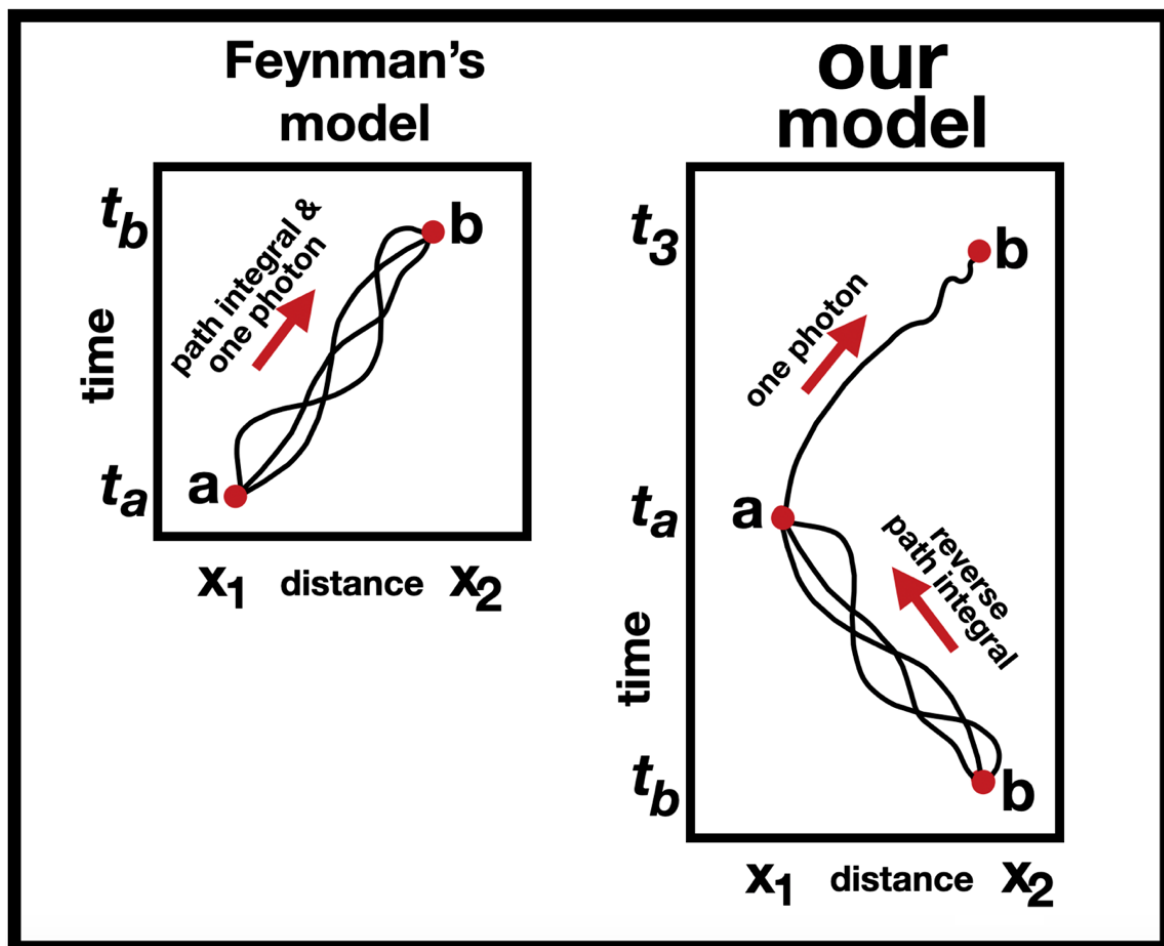 Feynman's
model
t_b
path integral &
one photon
b
time
t_a
a
x_1 distance x_2
our
model
t_3
b
one photon
t_a
a
reverse
path integral
time
t_b
b
x_1 distance x_2